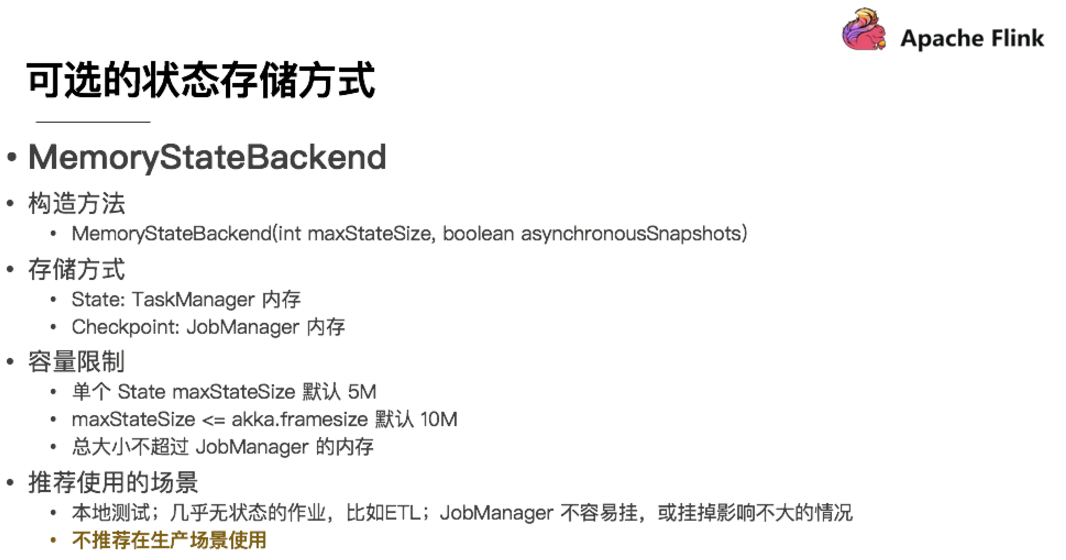 Apache Flink
可选的状态存储方式
• MemoryStateBackend
• 构造方法
• MemoryStateBackend(int maxStateSize, boolean asynchronousSnapshots)
• 存储方式
• State: TaskManager 内存
• Checkpoint: JobManager 内存
• 容量限制
• 单个 State maxStateSize 默认 5M
• maxStateSize <= akka.framesize 默认 10M
• 总大小不超过 JobManager 的内存
• 推荐使用的场景
• 本地测试；几乎无状态的作业，比如ETL；JobManager 不容易挂，或挂掉影响不大的情况
• 不推荐在生产场景使用